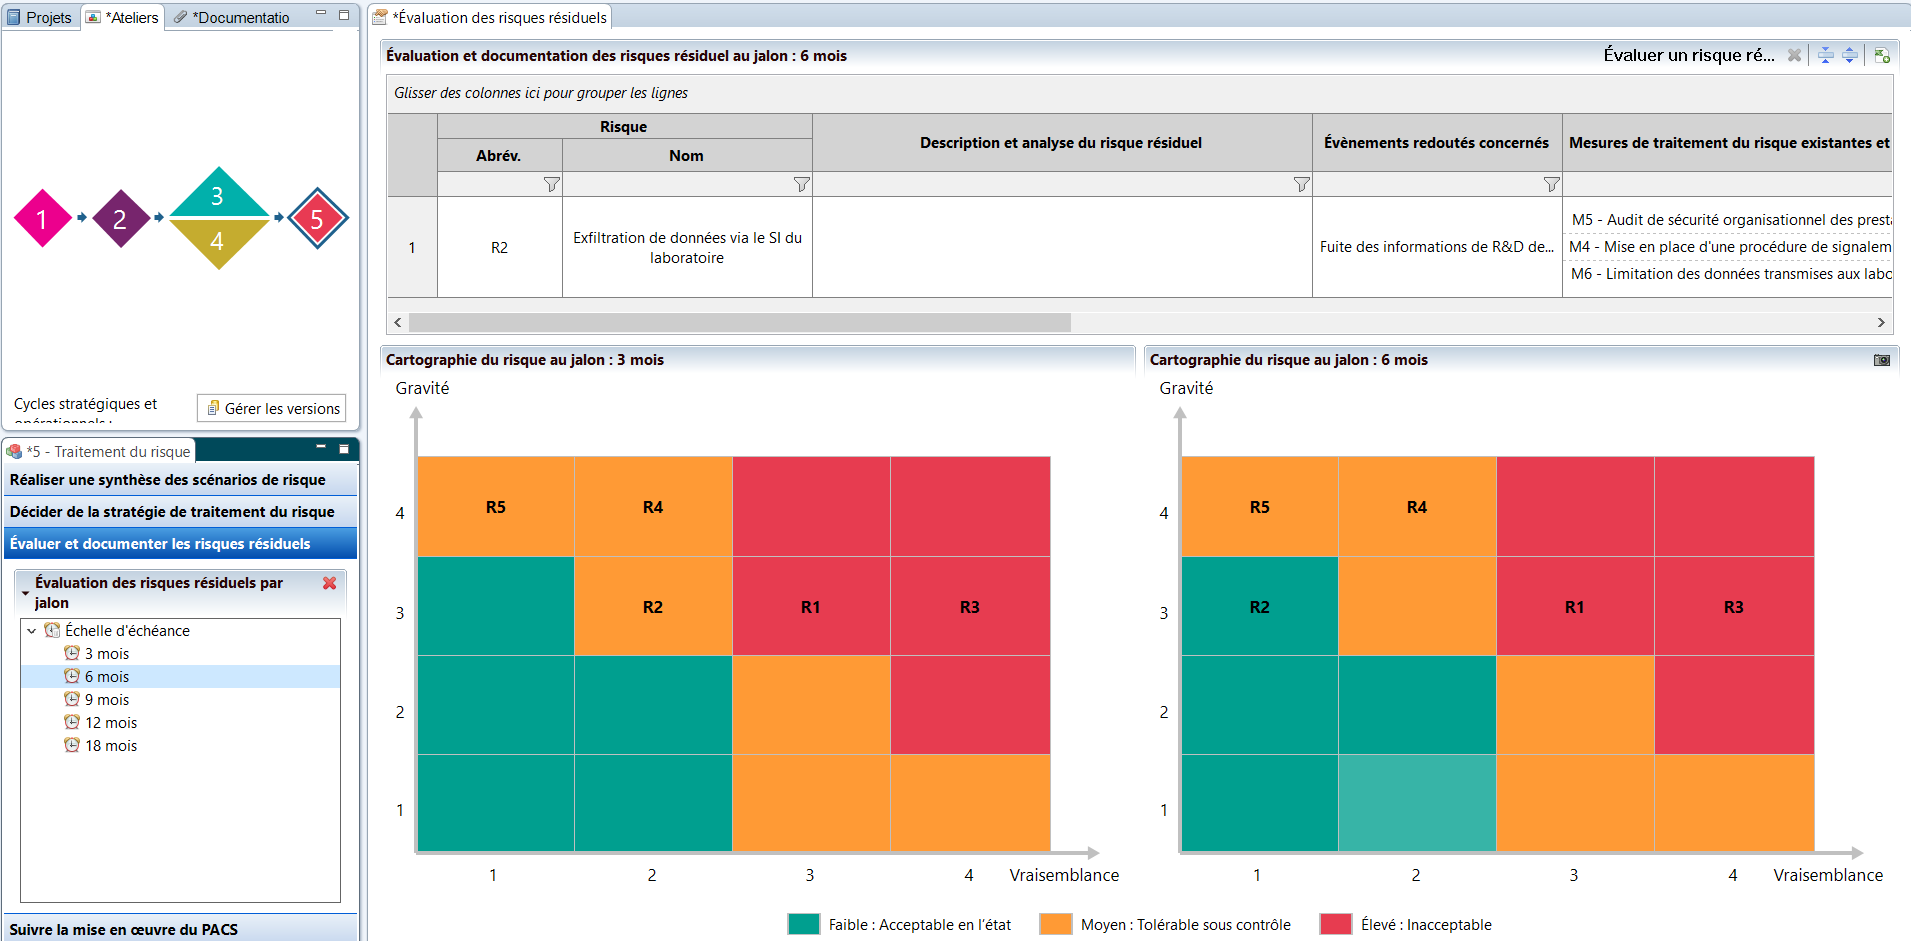 Projets
*Ateliers
*Documentatio
1
2
3
4
5
Cycles stratégiques et
opérationnels :
Gérer les versions
*5 - Traitement du risque
Réaliser une synthèse des scénarios de risque
Décider de la stratégie de traitement du risque
Évaluer et documenter les risques résiduels
Évaluation des risques résiduels par
jalon
Échelle d'échéance
3 mois
6 mois
9 mois
12 mois
18 mois
Suivre la mise en œuvre du PACS
*Évaluation des risques résiduels
Évaluation et documentation des risques résiduel au jalon : 6 mois
Évaluer un risque ré...
Glisser des colonnes ici pour grouper les lignes
Risque
Abrév.
Nom
Description et analyse du risque résiduel
Évènements redoutés concernés
Mesures de traitement du risque existantes et
1
R2
Exfiltration de données via le SI du
laboratoire
Fuite des informations de R&D de...
M5 - Audit de sécurité organisationnel des presta
M4 - Mise en place d'une procédure de signalem
M6 - Limitation des données transmises aux labo
Cartographie du risque au jalon : 3 mois
Gravité
4
R5
R4
3
R2
R1
R3
2
1
1
2
3
4
Vraisemblance
Cartographie du risque au jalon : 6 mois
Gravité
4
R5
R4
3
R2
R1
R3
2
1
1
2
3
4
Vraisemblance
Faible : Acceptable en l'état
Moyen : Tolérable sous contrôle
Élevé : Inacceptable